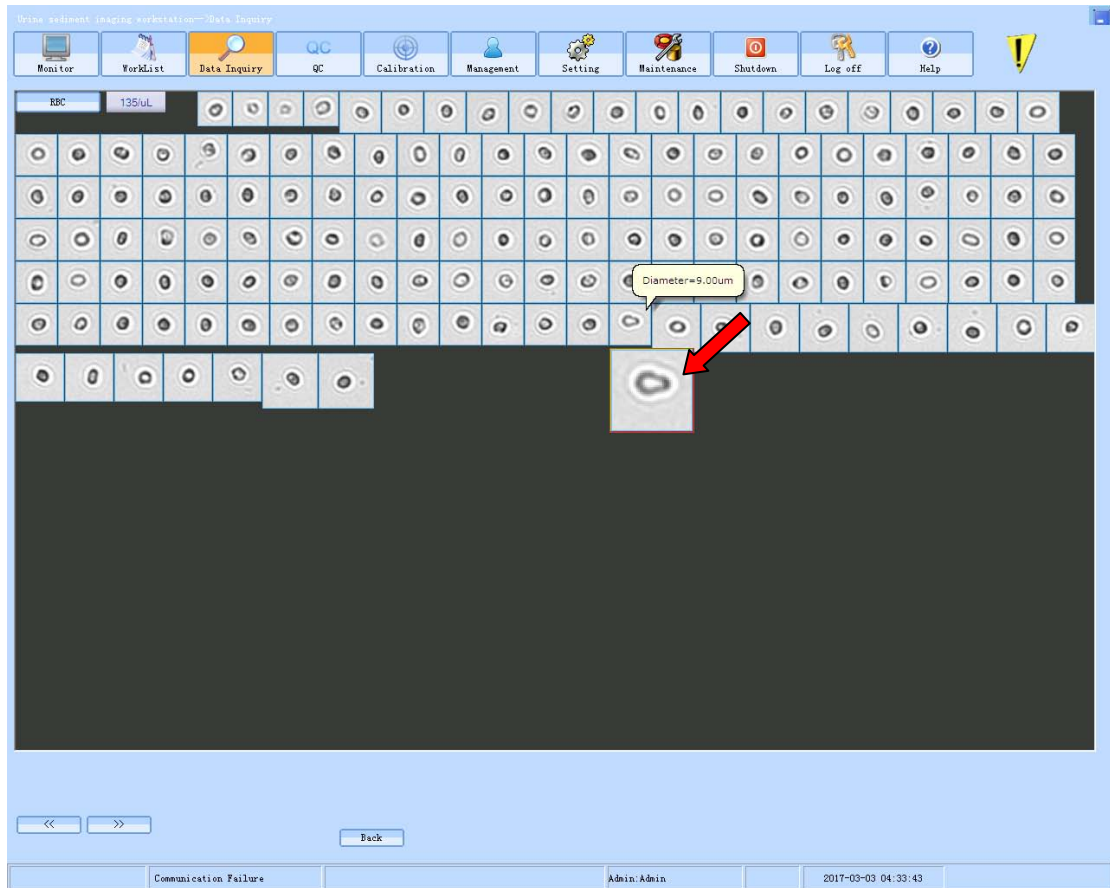 Urine sediment imaging workstation-->Data Inquiry
Monitor
WorkList
Data Inquiry
QC
QC
Calibration
Management
Setting
Maintenance
Shutdown
Log off
Help
RBC
135/uL
Diameter=9.00um
<<
>>
Back
Communication Failure
Admin:Admin
2017-03-03 04:33:43